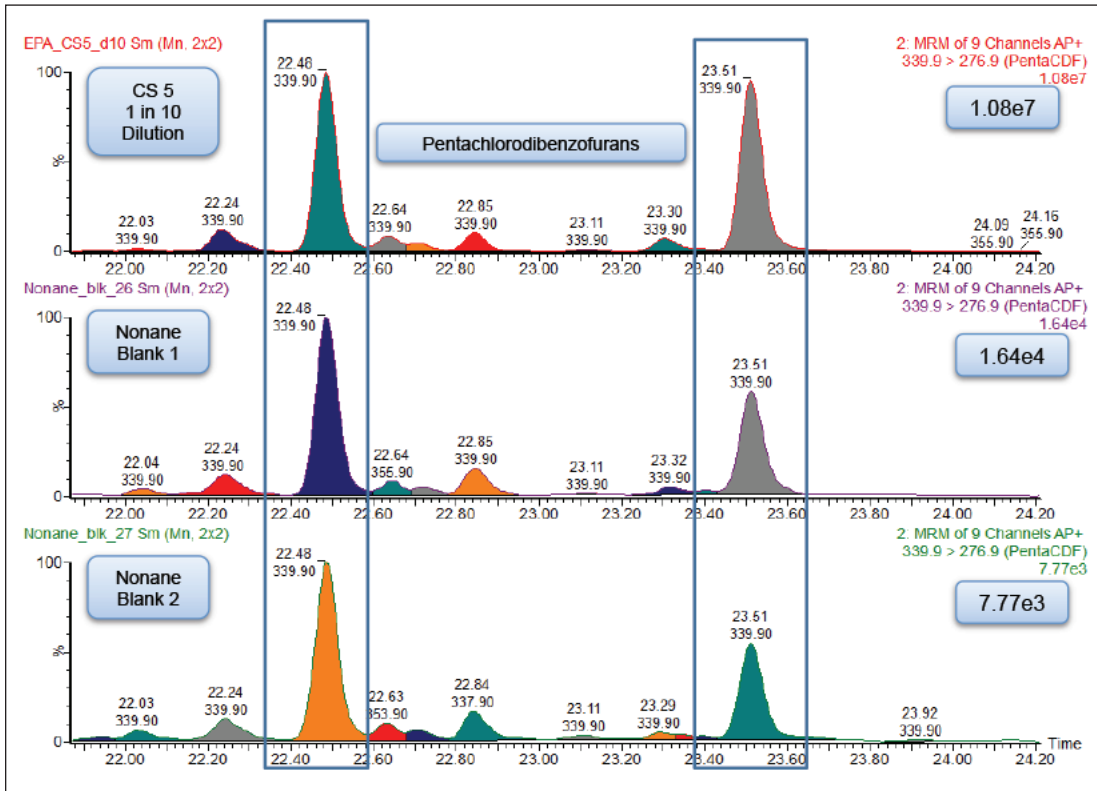 EPA_CS5_d10 Sm (Mn, 2x2)
2: MRM of 9 Channels AP+
339.9 > 276.9 (PentaCDF)
1.08e7
100
%
0
CS 5
1 in 10
Dilution
Pentachlorodibenzofurans
1.08e7
22.03
339.90
22.24
339.90
22.48
339.90
22.64
339.90
22.85
339.90
23.11
339.90
23.30
339.90
23.51
339.90
24.09
355.90
24.16
355.90
22.00 22.20 22.40 22.60 22.80 23.00 23.20 23.40 23.60 23.80 24.00 24.20
Nonane_blk_26 Sm (Mn, 2x2)
2: MRM of 9 Channels AP+
339.9 > 276.9 (PentaCDF)
1.64e4
100
%
0
Nonane
Blank 1
1.64e4
22.04
339.90
22.24
339.90
22.48
339.90
22.64
355.90
22.85
339.90
23.11
339.90
23.32
339.90
23.51
339.90
22.00 22.20 22.40 22.60 22.80 23.00 23.20 23.40 23.60 23.80 24.00 24.20
Nonane_blk_27 Sm (Mn, 2x2)
2: MRM of 9 Channels AP+
339.9 > 276.9 (PentaCDF)
7.77e3
100
%
0
Nonane
Blank 2
7.77e3
22.03
339.90
22.24
339.90
22.48
339.90
22.63
353.90
22.84
337.90
23.11
339.90
23.29
339.90
23.51
339.90
23.92
339.90
Time
22.00 22.20 22.40 22.60 22.80 23.00 23.20 23.40 23.60 23.80 24.00 24.20